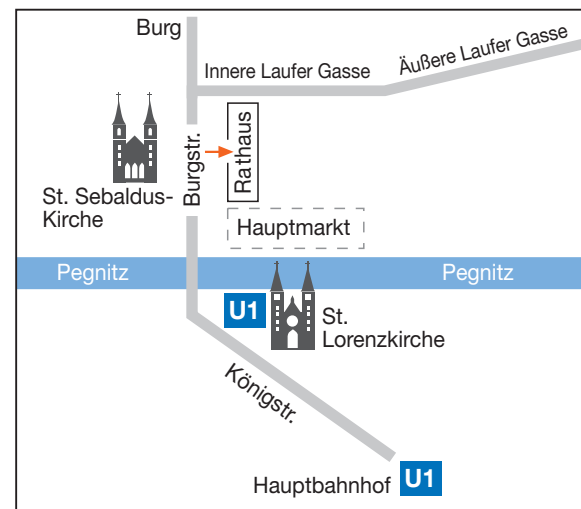 Burg
Innere Laufer Gasse
Äußere Laufer Gasse
Burgstr.
Rathaus
St. Sebaldus-
Kirche
Hauptmarkt
Pegnitz
Pegnitz
U1
St.
Lorenzkirche
Königstr.
Hauptbahnhof
U1